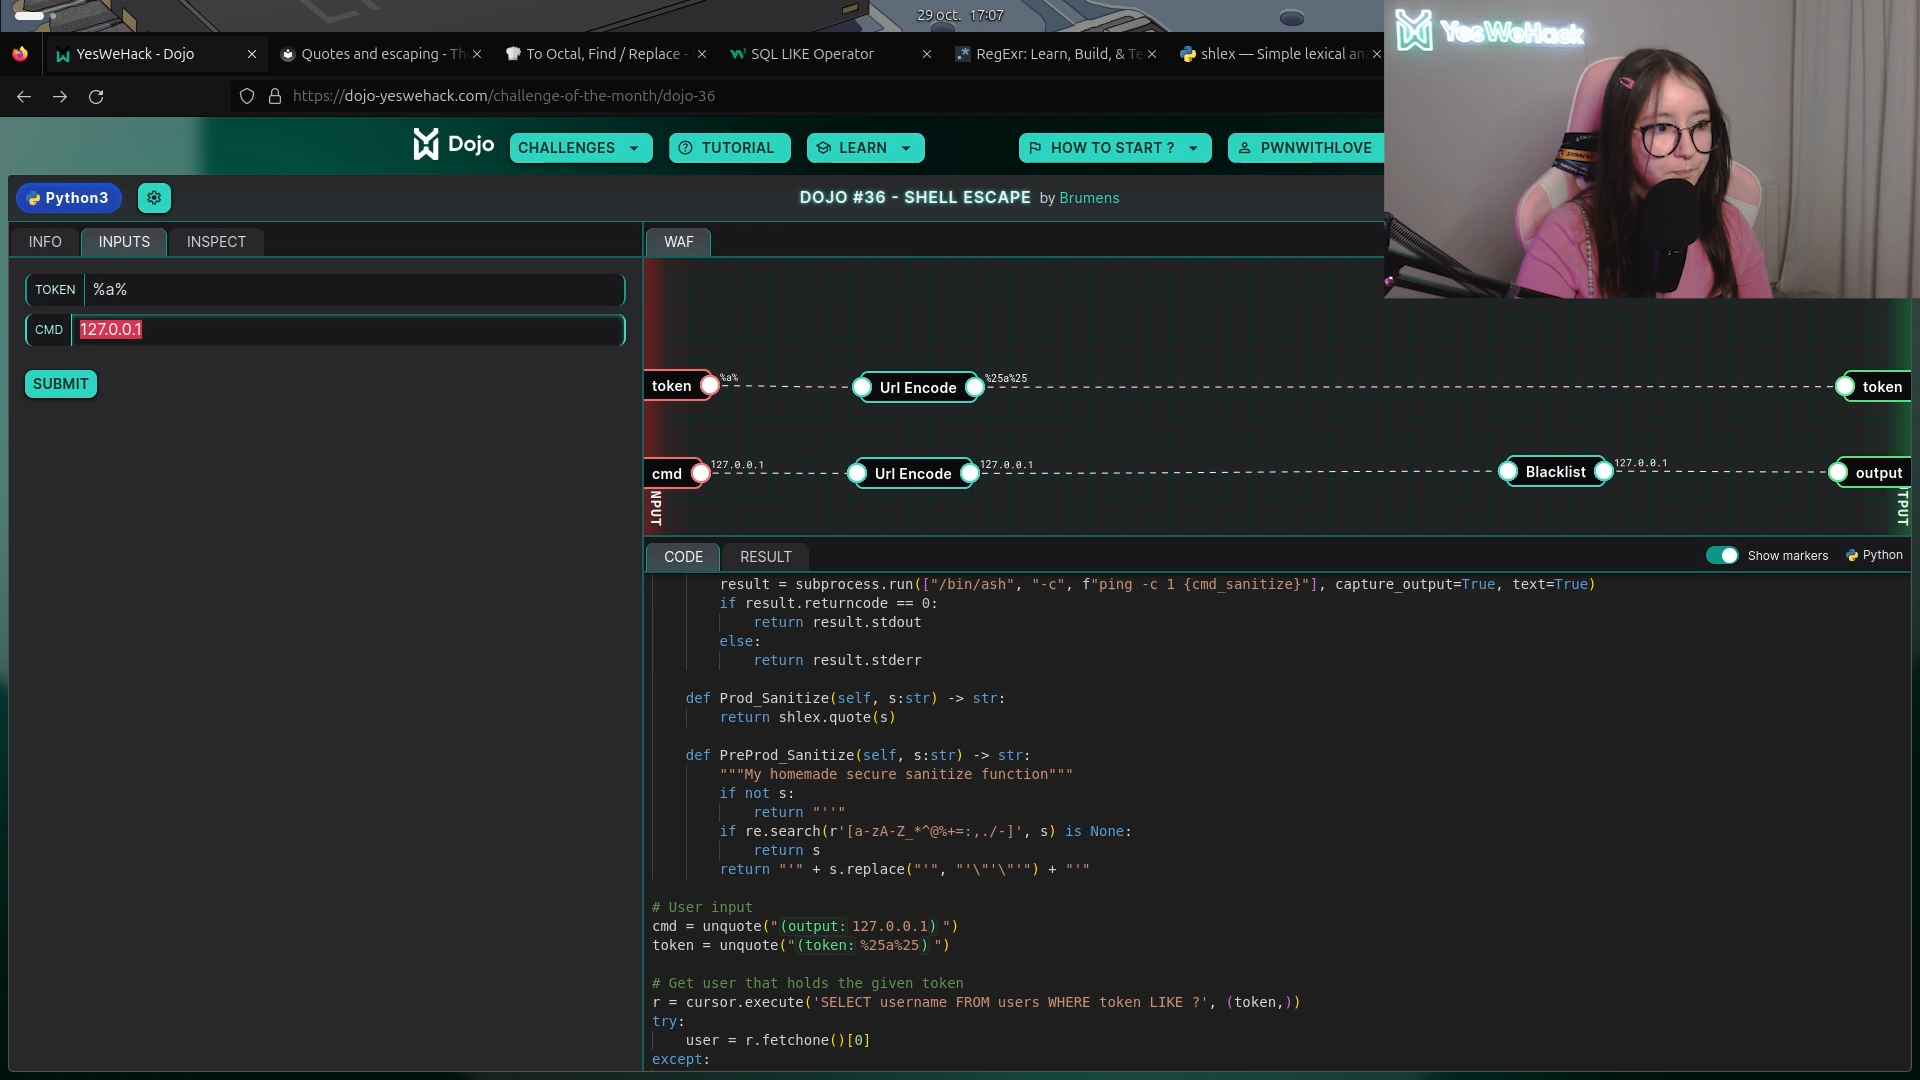 29 oct. 17:07
YesWeHack - Dojo
Quotes and escaping - Th
To Octal, Find / Replace -
SQL LIKE Operator
RegExr: Learn, Build, & Te
shlex — Simple lexical an
https://dojo-yeswehack.com/challenge-of-the-month/dojo-36
YesWeHack
Dojo
CHALLENGES
TUTORIAL
LEARN
HOW TO START ?
PWNWITHLOVE
Python3
DOJO #36 - SHELL ESCAPE by Brumens
INFO
INPUTS
INSPECT
WAF
TOKEN %a%
CMD 127.0.0.1
SUBMIT
token %a% Url Encode %25a%25 token
cmd 127.0.0.1 Url Encode 127.0.0.1 Blacklist 127.0.0.1 output
NPUT
TPUT
CODE
RESULT
Show markers
Python
result = subprocess.run(["/bin/ash", "-c", f"ping -c 1 {cmd_sanitize}"], capture_output=True, text=True)
if result.returncode == 0:
return result.stdout
else:
return result.stderr
def Prod_Sanitize(self, s:str) -> str:
return shlex.quote(s)
def PreProd_Sanitize(self, s:str) -> str:
"""My homemade secure sanitize function"""
if not s:
return "''"
if re.search(r'[a-zA-Z_*^@%+=:,./-]', s) is None:
return s
return "'" + s.replace("'", "'\"'\"'") + "'"
# User input
cmd = unquote("(output: 127.0.0.1) ")
token = unquote("(token: %25a%25) ")
# Get user that holds the given token
r = cursor.execute('SELECT username FROM users WHERE token LIKE ?', (token,))
try:
user = r.fetchone()[0]
except: